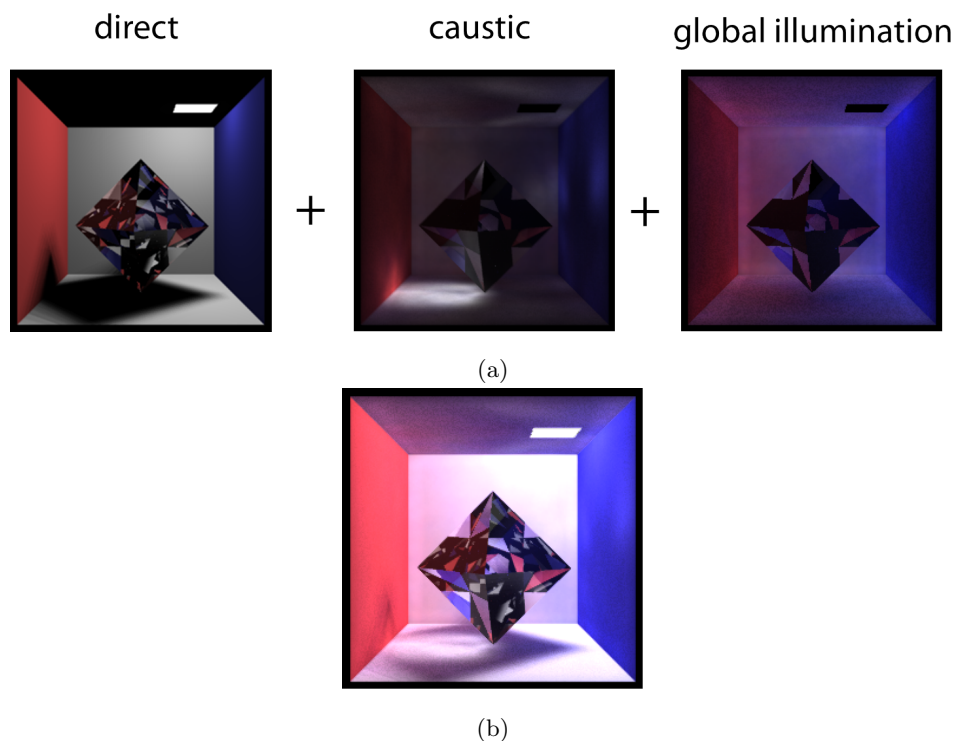 direct caustic global illumination
+ +
(a)
(b)